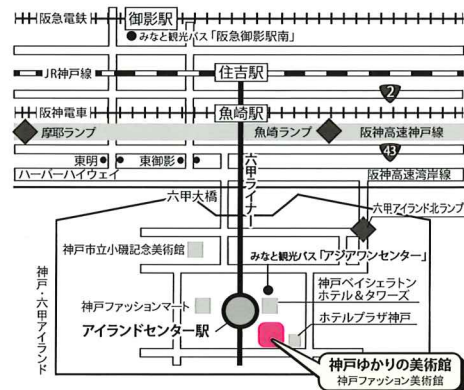 阪急電鉄
御影駅
みなと観光バス「阪急御影駅南」
JR神戸線
住吉駅
2
阪神電車
魚崎駅
摩耶ランプ
魚崎ランプ
阪神高速神戸線
43
東明
東御影
六甲ライナー
ハーバーハイウェイ
阪神高速湾岸線
六甲大橋
六甲アイランド北ランプ
神戸市立小磯記念美術館
みなと観光バス「アジアワンセンター」
神戸・六甲アイランド
神戸ファッションマート
神戸ベイシェラトン
ホテル&タワーズ
アイランドセンター駅
ホテルプラザ神戸
神戸ゆかりの美術館
神戸ファッション美術館